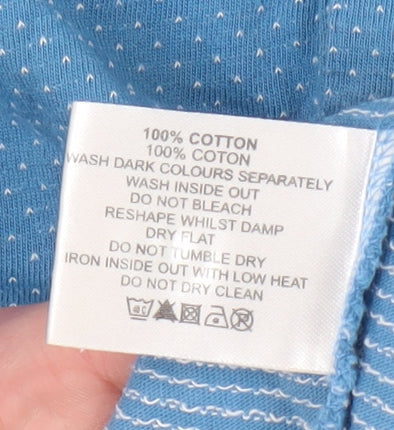 100% COTTON
100% COTON
WASH DARK COLOURS SEPARATELY
WASH INSIDE OUT
DO NOT BLEACH
RESHAPE WHILST DAMP
DRY FLAT
DO NOT TUMBLE DRY
IRON INSIDE OUT WITH LOW HEAT
DO NOT DRY CLEAN